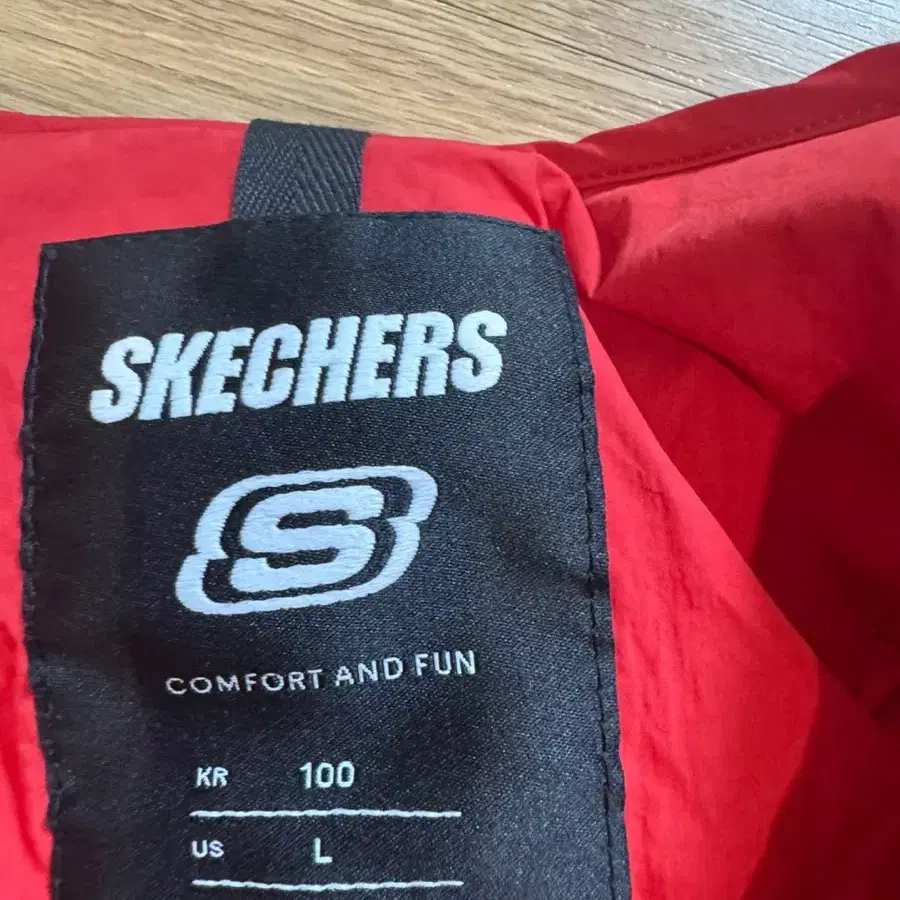 SKECHERS
S
COMFORT AND FUN
KR 100
US L